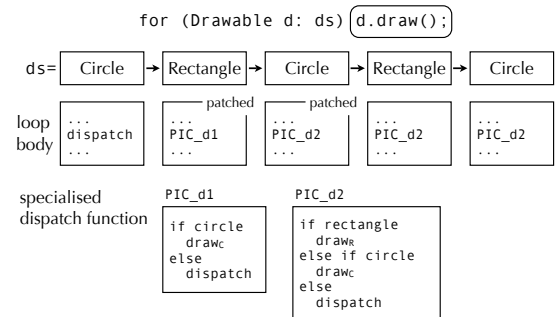 for (Drawable d: ds) d.draw();
ds= Circle Rectangle Circle Rectangle Circle
patched patched
loop body
... ... ... ... ...
dispatch PIC_d1 PIC_d2 PIC_d2 PIC_d2
... ... ... ... ...
specialised
dispatch function
PIC_d1
if circle
drawC
else
dispatch
PIC_d2
if rectangle
drawR
else if circle
drawC
else
dispatch